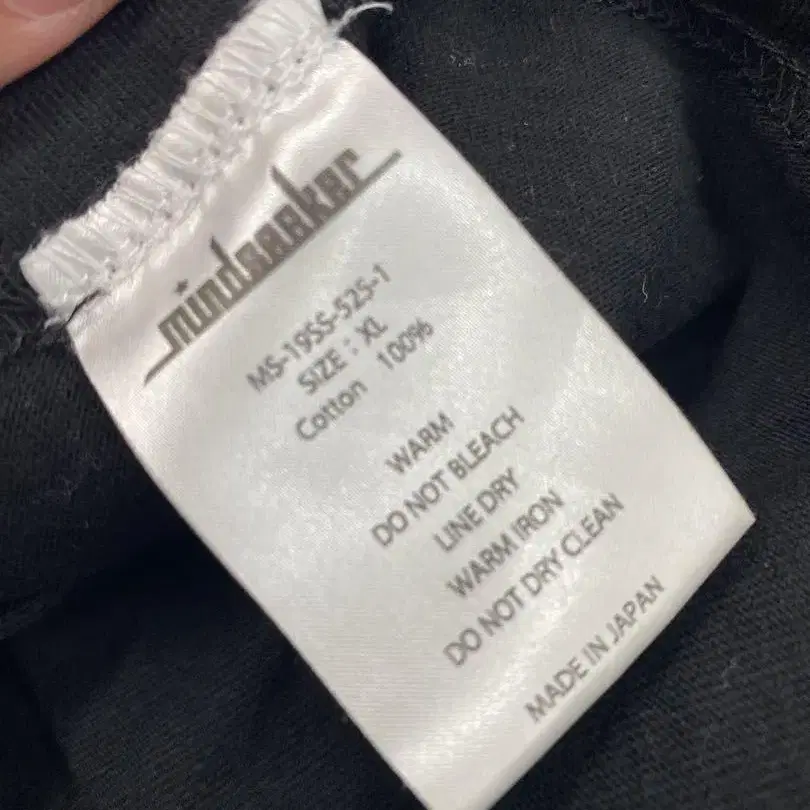 mindseeker
MS-19SS-52S-1
SIZE : XL
Cotton 100%
WARM
DO NOT BLEACH
LINE DRY
WARM IRON
DO NOT DRY CLEAN
MADE IN JAPAN